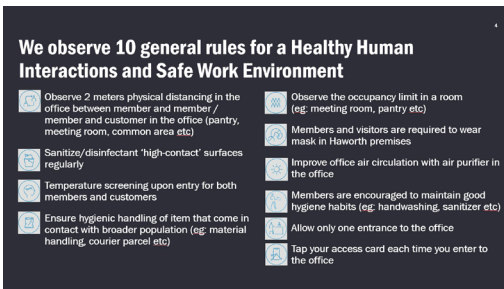 4
We observe 10 general rules for a Healthy Human
Interactions and Safe Work Environment
Observe 2 meters physical distancing in the
office between member and member /
member and customer in the office (pantry,
meeting room, common area etc)
Sanitize/disinfectant 'high-contact' surfaces
regularly
Temperature screening upon entry for both
members and customers
Ensure hygienic handling of item that come in
contact with broader population (eg: material
handling, courier parcel etc)
Observe the occupancy limit in a room
(eg: meeting room, pantry etc)
Members and visitors are required to wear
mask in Haworth premises
Improve office air circulation with air purifier in
the office
Members are encouraged to maintain good
hygiene habits (eg: handwashing, sanitizer etc)
Allow only one entrance to the office
Tap your access card each time you enter to
the office